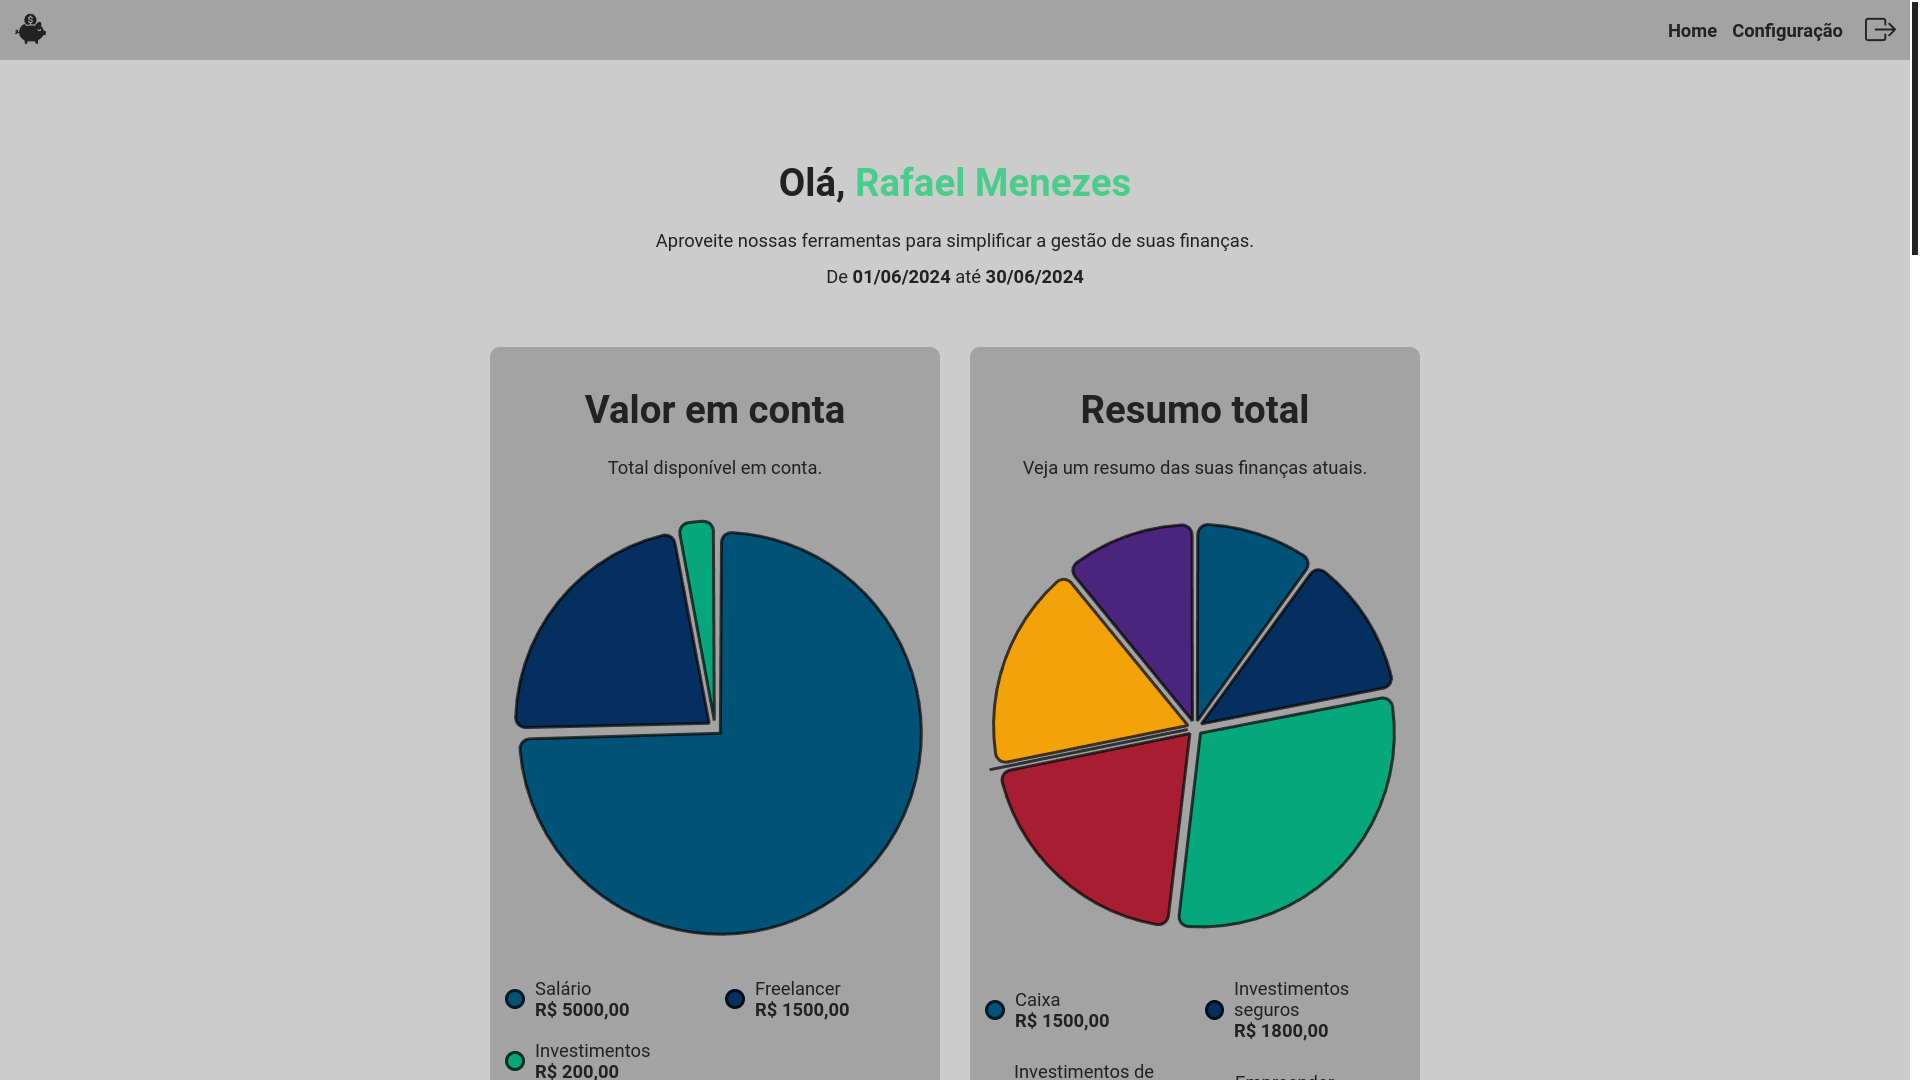 Home Configuração
Olá, Rafael Menezes
Aproveite nossas ferramentas para simplificar a gestão de suas finanças.
De 01/06/2024 até 30/06/2024
Valor em conta
Total disponível em conta.
Salário
R$ 5000,00
Freelancer
R$ 1500,00
Investimentos
R$ 200,00
Resumo total
Veja um resumo das suas finanças atuais.
Caixa
R$ 1500,00
Investimentos
seguros
R$ 1800,00
Investimentos de